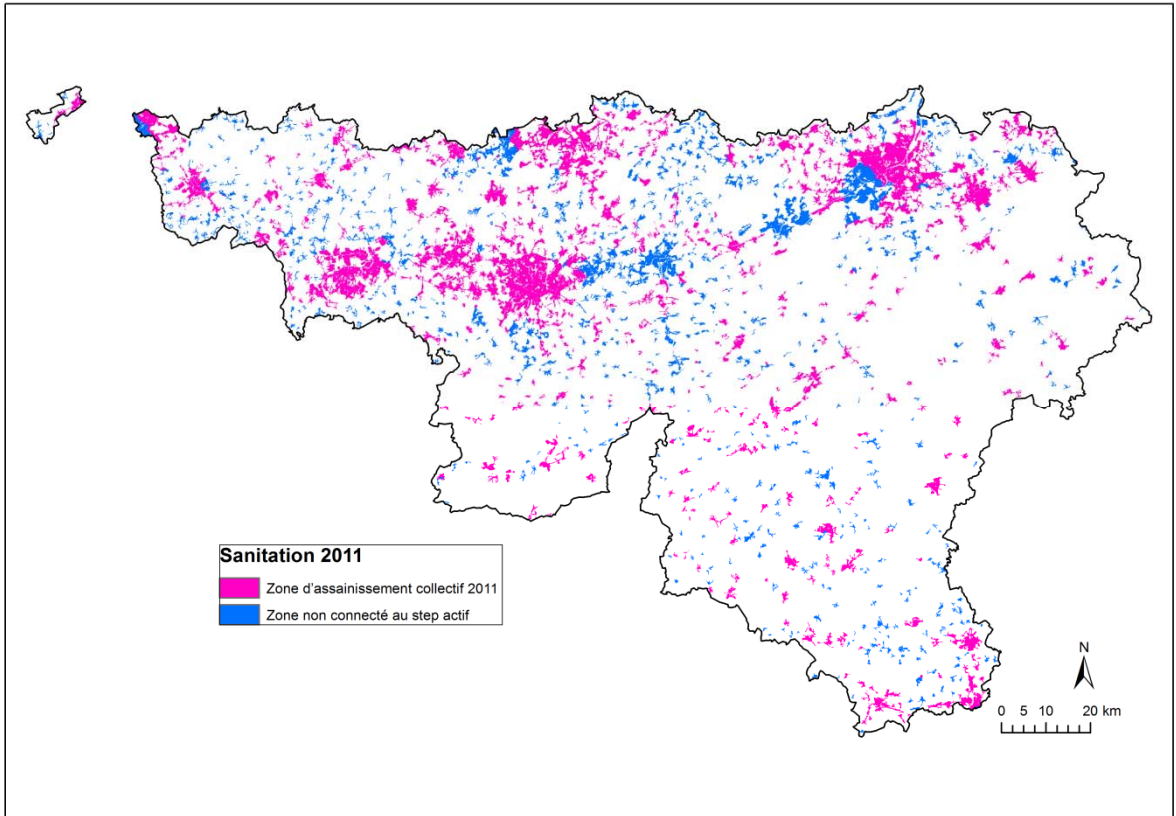 Sanitation 2011
Zone d'assainissement collectif 2011
Zone non connecté au step actif
N
0 5 10 20 km